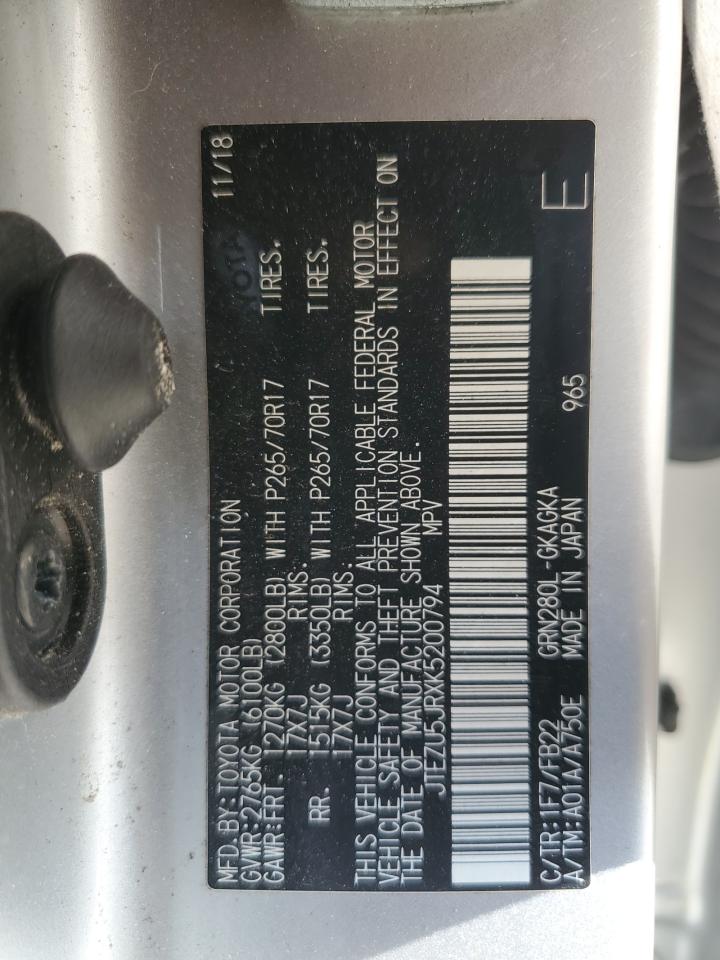 MFD. BY:TOYOTA MOTOR CORPORATION 11/18
GVWR:2765KG (6100LB)
GAWR:FRT. 1270KG (2800LB) WITH P265/70R17 TIRES.
17X7J RIMS.
RR. 1515KG (3350LB) WITH P265/70R17 TIRES.
17X7J RIMS.
THIS VEHICLE CONFORMS TO ALL APPLICABLE FEDERAL MOTOR
VEHICLE SAFETY AND THEFT PREVENTION STANDARDS IN EFFECT ON
THE DATE OF MANUFACTURE SHOWN ABOVE.
JTEZU5JRXK5200794 MPV
C/TR:1F7/FB22 GRN280L-GKAGKA 965 E
A/TM:A01A/A750E MADE IN JAPAN